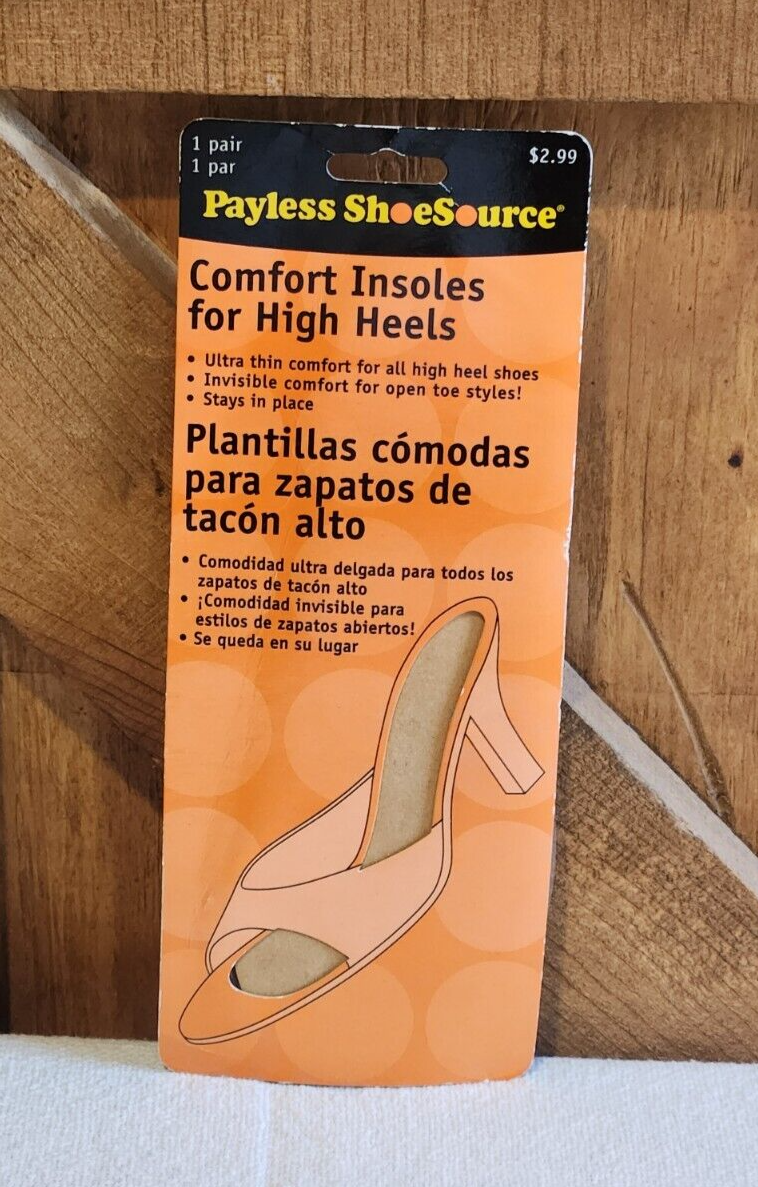 1 pair
1 par
$2.99
Payless ShoeSource®
Comfort Insoles
for High Heels
• Ultra thin comfort for all high heel shoes
• Invisible comfort for open toe styles!
• Stays in place
Plantillas cómodas
para zapatos de
tacón alto
• Comodidad ultra delgada para todos los
zapatos de tacón alto
• ¡Comodidad invisible para
estilos de zapatos abiertos!
• Se queda en su lugar